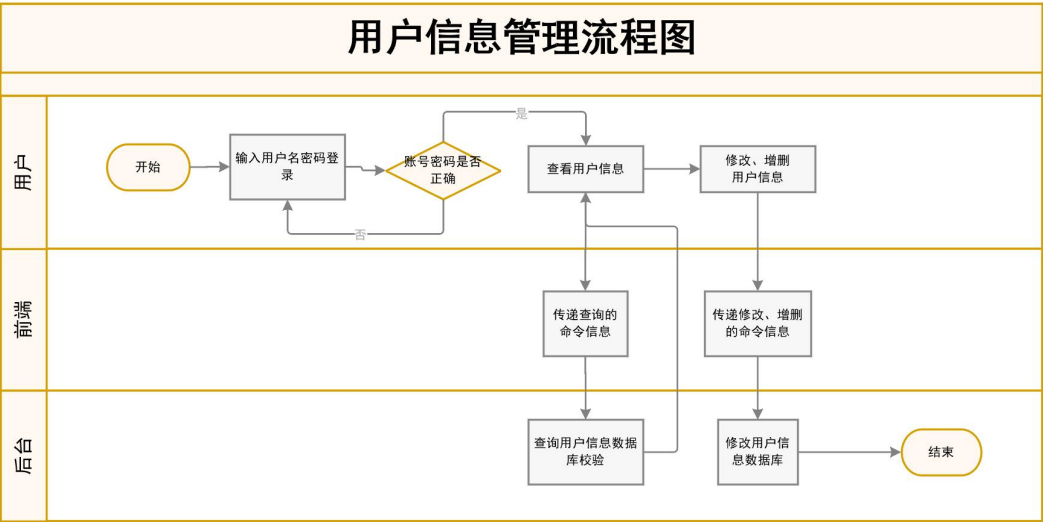 用户信息管理流程图
用户
开始
输入用户名密码登
录
账号密码是否
正确
是
否
查看用户信息
修改、增删
用户信息
前端
传递查询的
命令信息
传递修改、增删
的命令信息
后台
查询用户信息数据
库校验
修改用户信
息数据库
结束